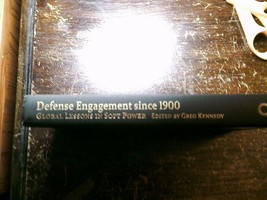 Defense Engagement since 1900
Global Lessons in Soft Power Edited by Greg Kennedy